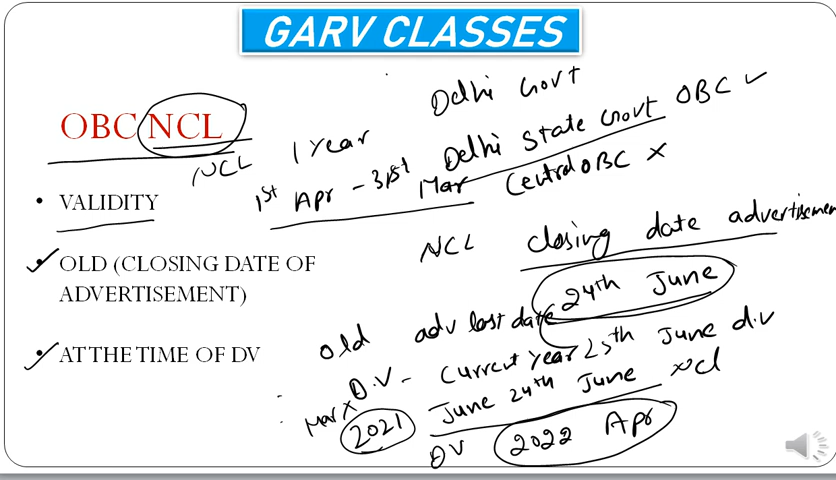 GARV CLASSES
Delhi Govt
OBC NCL
1 year
Delhi State Govt OBC ✓
NCL
1st Apr - 31st Mar
Central OBC ×
• VALIDITY
NCL closing date advertisemen
• OLD (CLOSING DATE OF
ADVERTISEMENT)
24th June
old adv last date
• AT THE TIME OF DV
D.V - Current year 25th June div
Mar × June 24th June NCl
2021
DV 2022 Apr